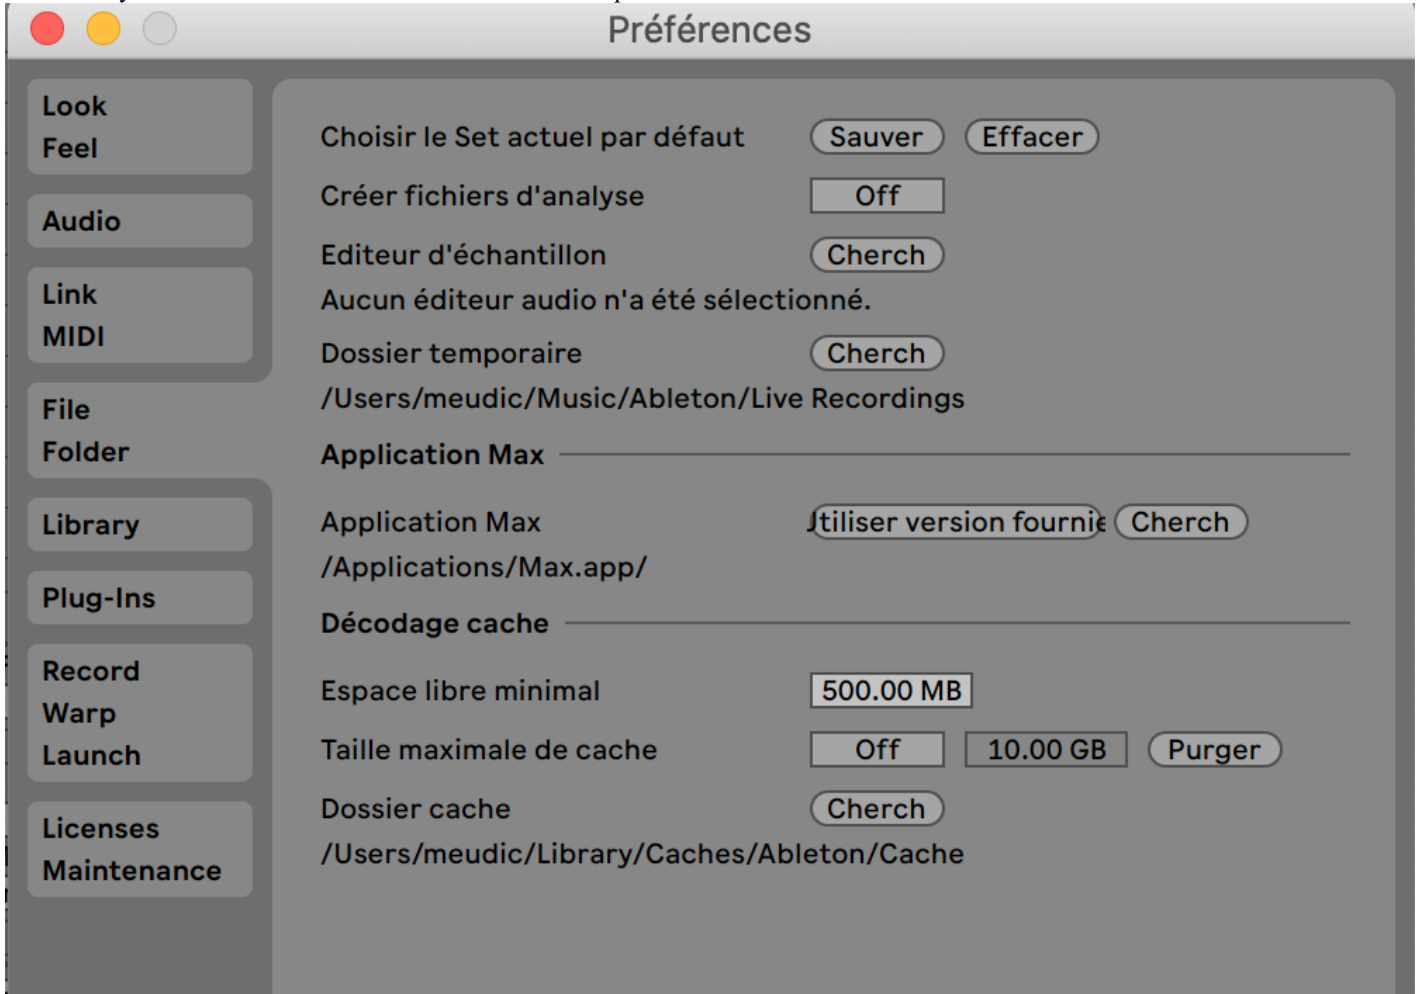 Préférences
Look
Feel
Audio
Link
MIDI
File
Folder
Library
Plug-Ins
Record
Warp
Launch
Licenses
Maintenance
Choisir le Set actuel par défaut Sauver Effacer
Créer fichiers d'analyse Off
Editeur d'échantillon Cherch
Aucun éditeur audio n'a été sélectionné.
Dossier temporaire Cherch
/Users/meudic/Music/Ableton/Live Recordings
Application Max
Application Max Utiliser version fournie Cherch
/Applications/Max.app/
Décodage cache
Espace libre minimal 500.00 MB
Taille maximale de cache Off 10.00 GB Purger
Dossier cache Cherch
/Users/meudic/Library/Caches/Ableton/Cache